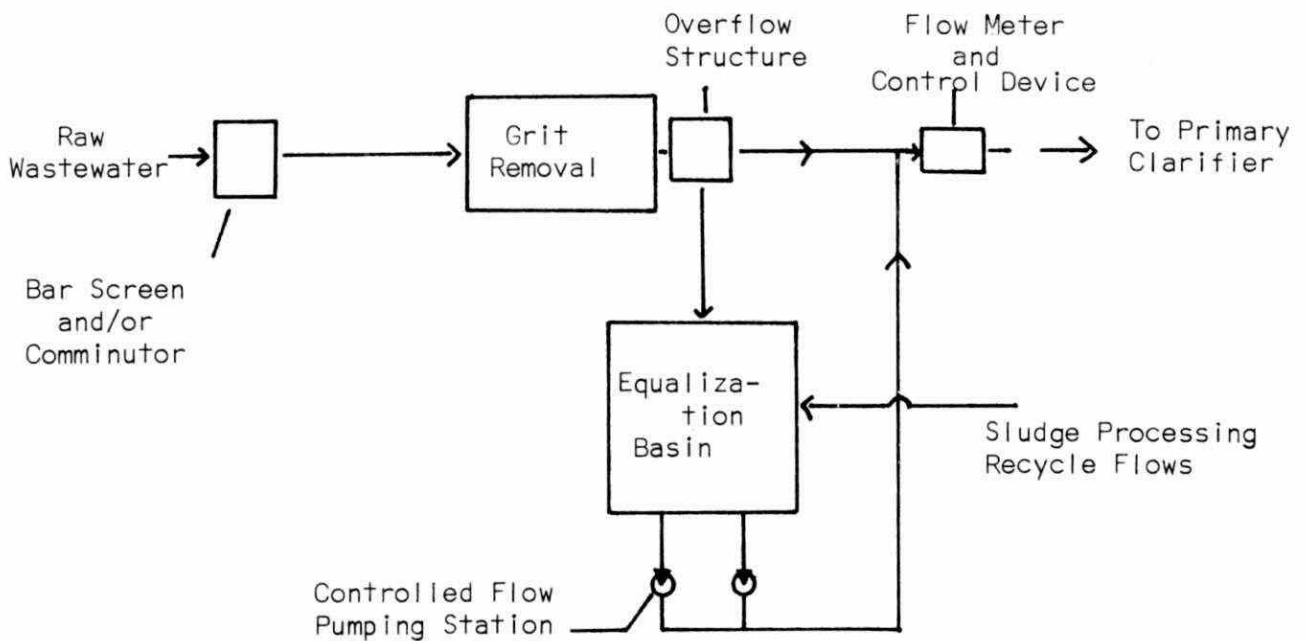 Overflow
Structure
Flow Meter
and
Control Device
Raw
Wastewater
Grit
Removal
To Primary
Clarifier
Bar Screen
and/or
Comminutor
Equaliza-
tion
Basin
Sludge Processing
Recycle Flows
Controlled Flow
Pumping Station